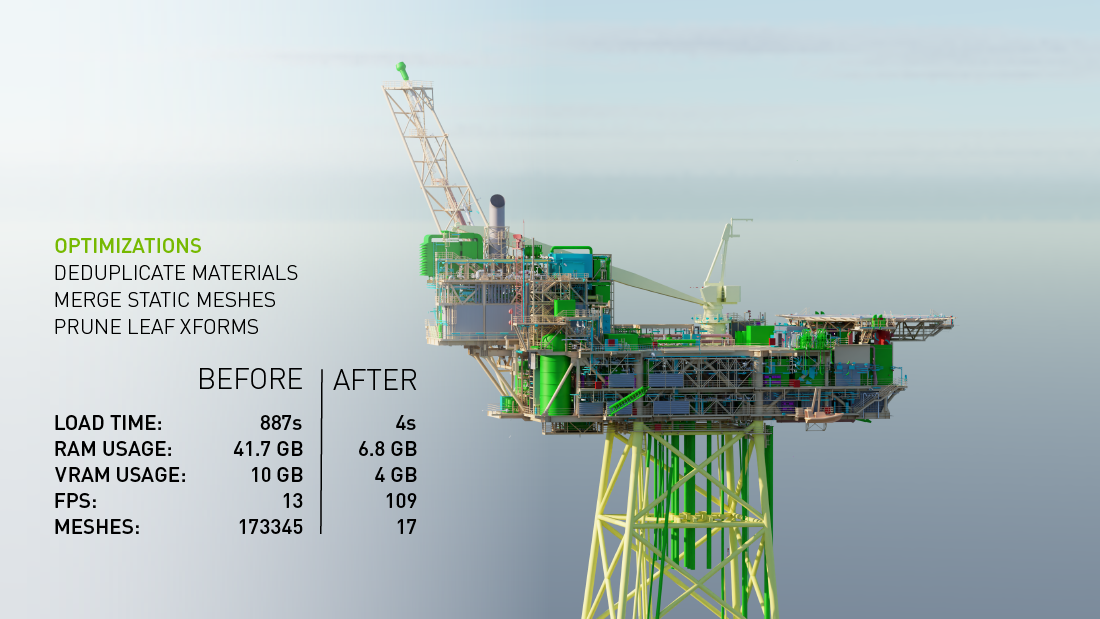 OPTIMIZATIONS
DEDUPLICATE MATERIALS
MERGE STATIC MESHES
PRUNE LEAF XFORMS
BEFORE AFTER
LOAD TIME: 887s 4s
RAM USAGE: 41.7 GB 6.8 GB
VRAM USAGE: 10 GB 4 GB
FPS: 13 109
MESHES: 173345 17